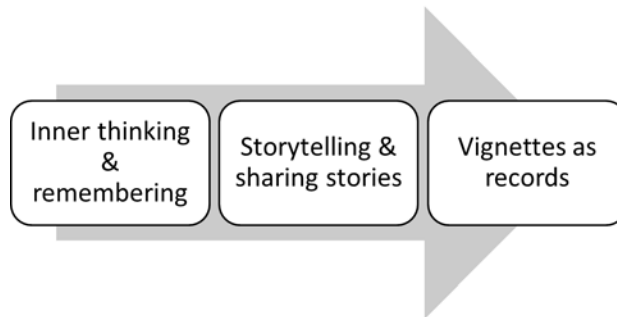 Inner thinking
&
remembering
Storytelling &
sharing stories
Vignettes as
records